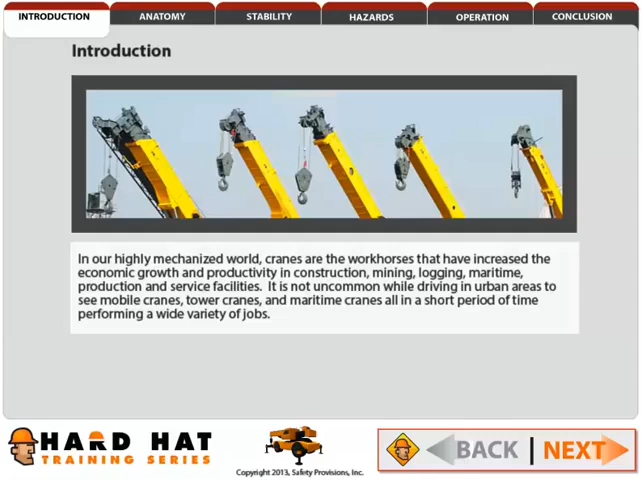 INTRODUCTION ANATOMY STABILITY HAZARDS OPERATION CONCLUSION
Introduction
In our highly mechanized world, cranes are the workhorses that have increased the
economic growth and productivity in construction, mining, logging, maritime,
production and service facilities.  It is not uncommon while driving in urban areas to
see mobile cranes, tower cranes, and maritime cranes all in a short period of time
performing a wide variety of jobs.
HARD HAT
TRAINING SERIES
Copyright 2013, Safety Provisions, Inc.
BACK | NEXT